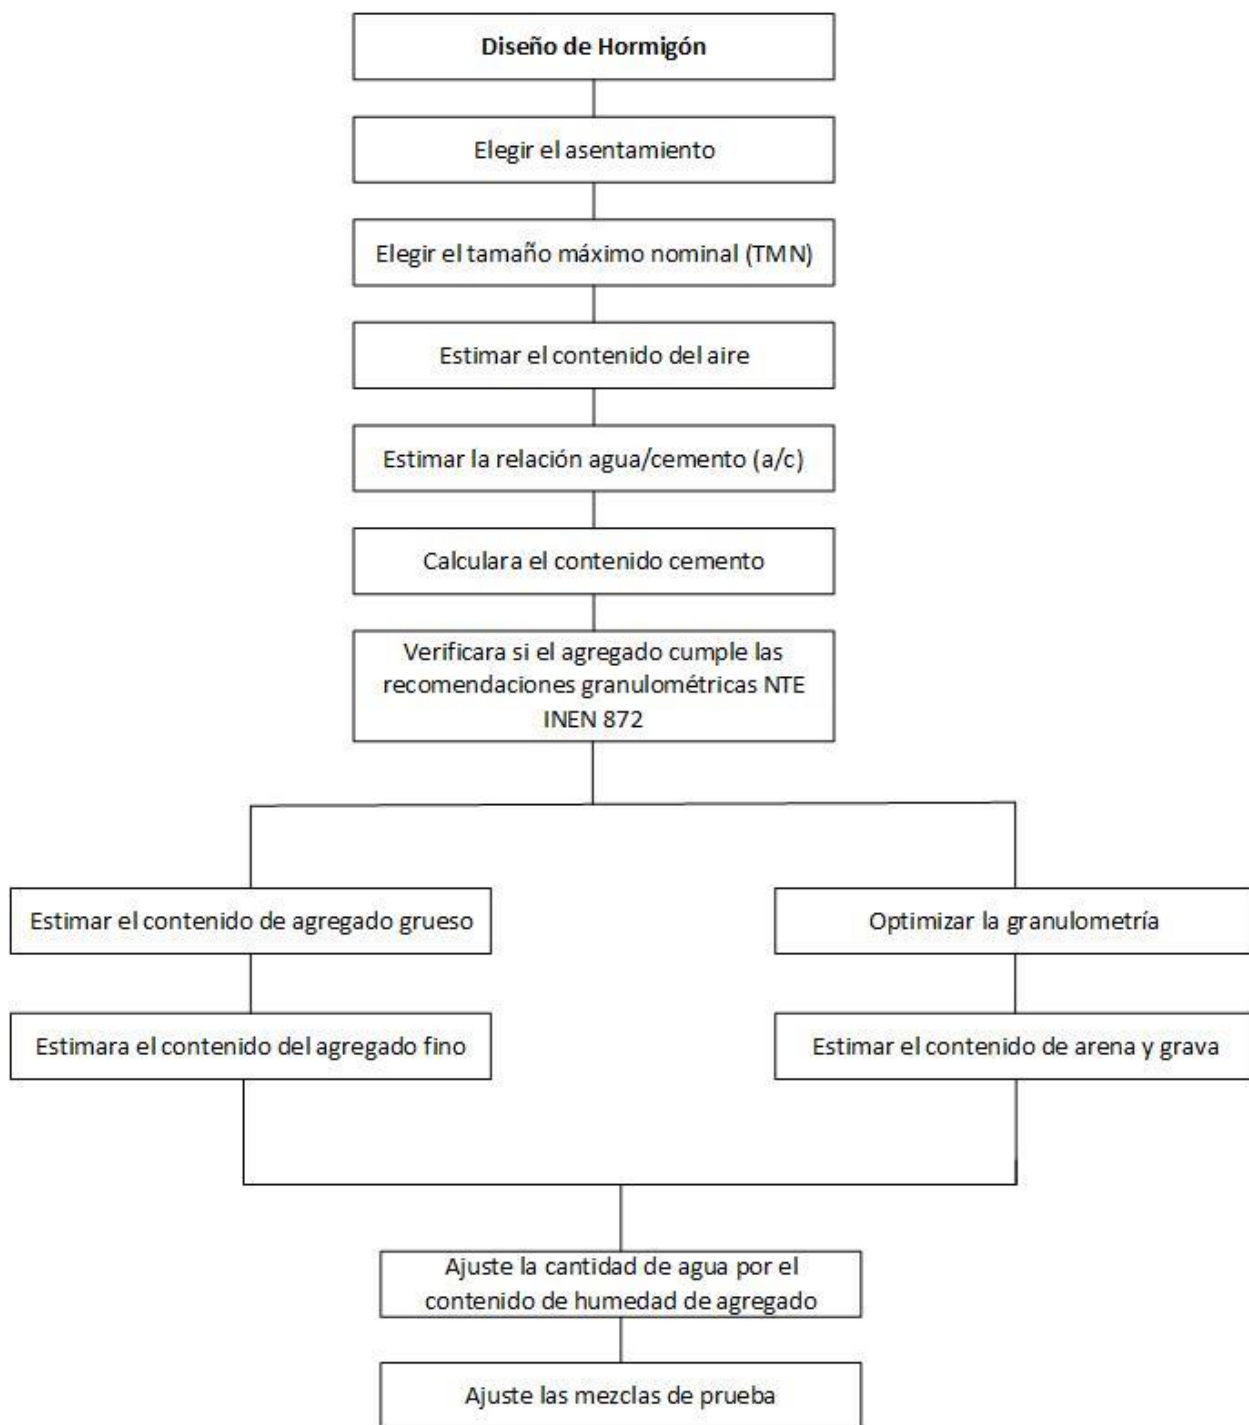 Diseño de Hormigón
Elegir el asentamiento
Elegir el tamaño máximo nominal (TMN)
Estimar el contenido del aire
Estimar la relación agua/cemento (a/c)
Calculara el contenido cemento
Verificara si el agregado cumple las
recomendaciones granulométricas NTE
INEN 872
Estimar el contenido de agregado grueso
Estimara el contenido del agregado fino
Optimizar la granulometría
Estimar el contenido de arena y grava
Ajuste la cantidad de agua por el
contenido de humedad de agregado
Ajuste las mezclas de prueba